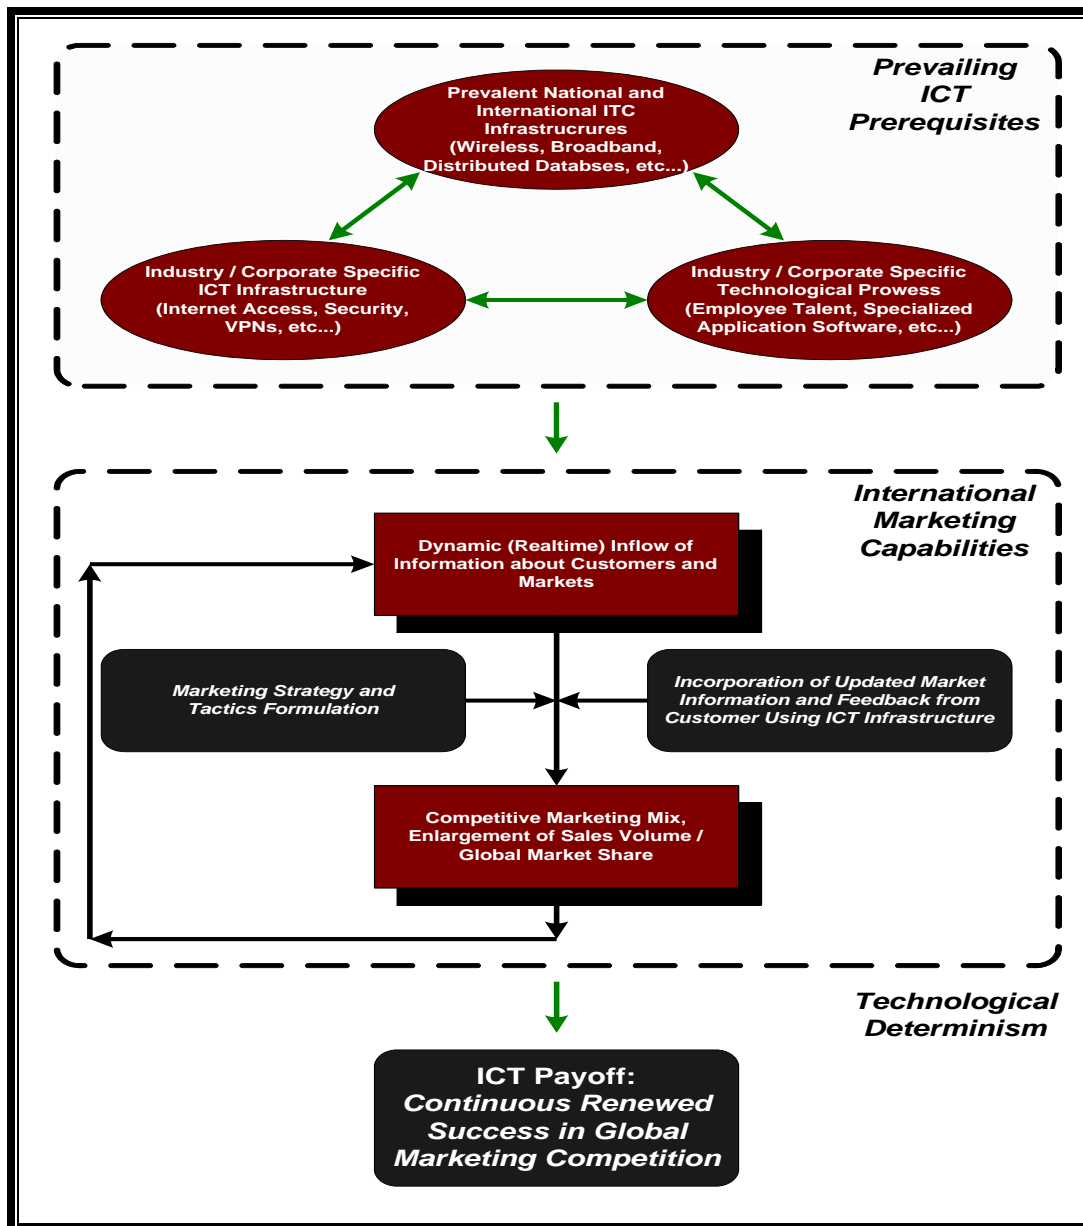 Prevailing
ICT
Prerequisites
Prevalent National and
International ITC
Infrastrucrures
(Wireless, Broadband,
Distributed Databses, etc...)
Industry / Corporate Specific
ICT Infrastructure
(Internet Access, Security,
VPNs, etc...)
Industry / Corporate Specific
Technological Prowess
(Employee Talent, Specialized
Application Software, etc...)
International
Marketing
Capabilities
Dynamic (Realtime) Inflow of
Information about Customers and
Markets
Marketing Strategy and
Tactics Formulation
Incorporation of Updated Market
Information and Feedback from
Customer Using ICT Infrastructure
Competitive Marketing Mix,
Enlargement of Sales Volume /
Global Market Share
Technological
Determinism
ICT Payoff:
Continuous Renewed
Success in Global
Marketing Competition